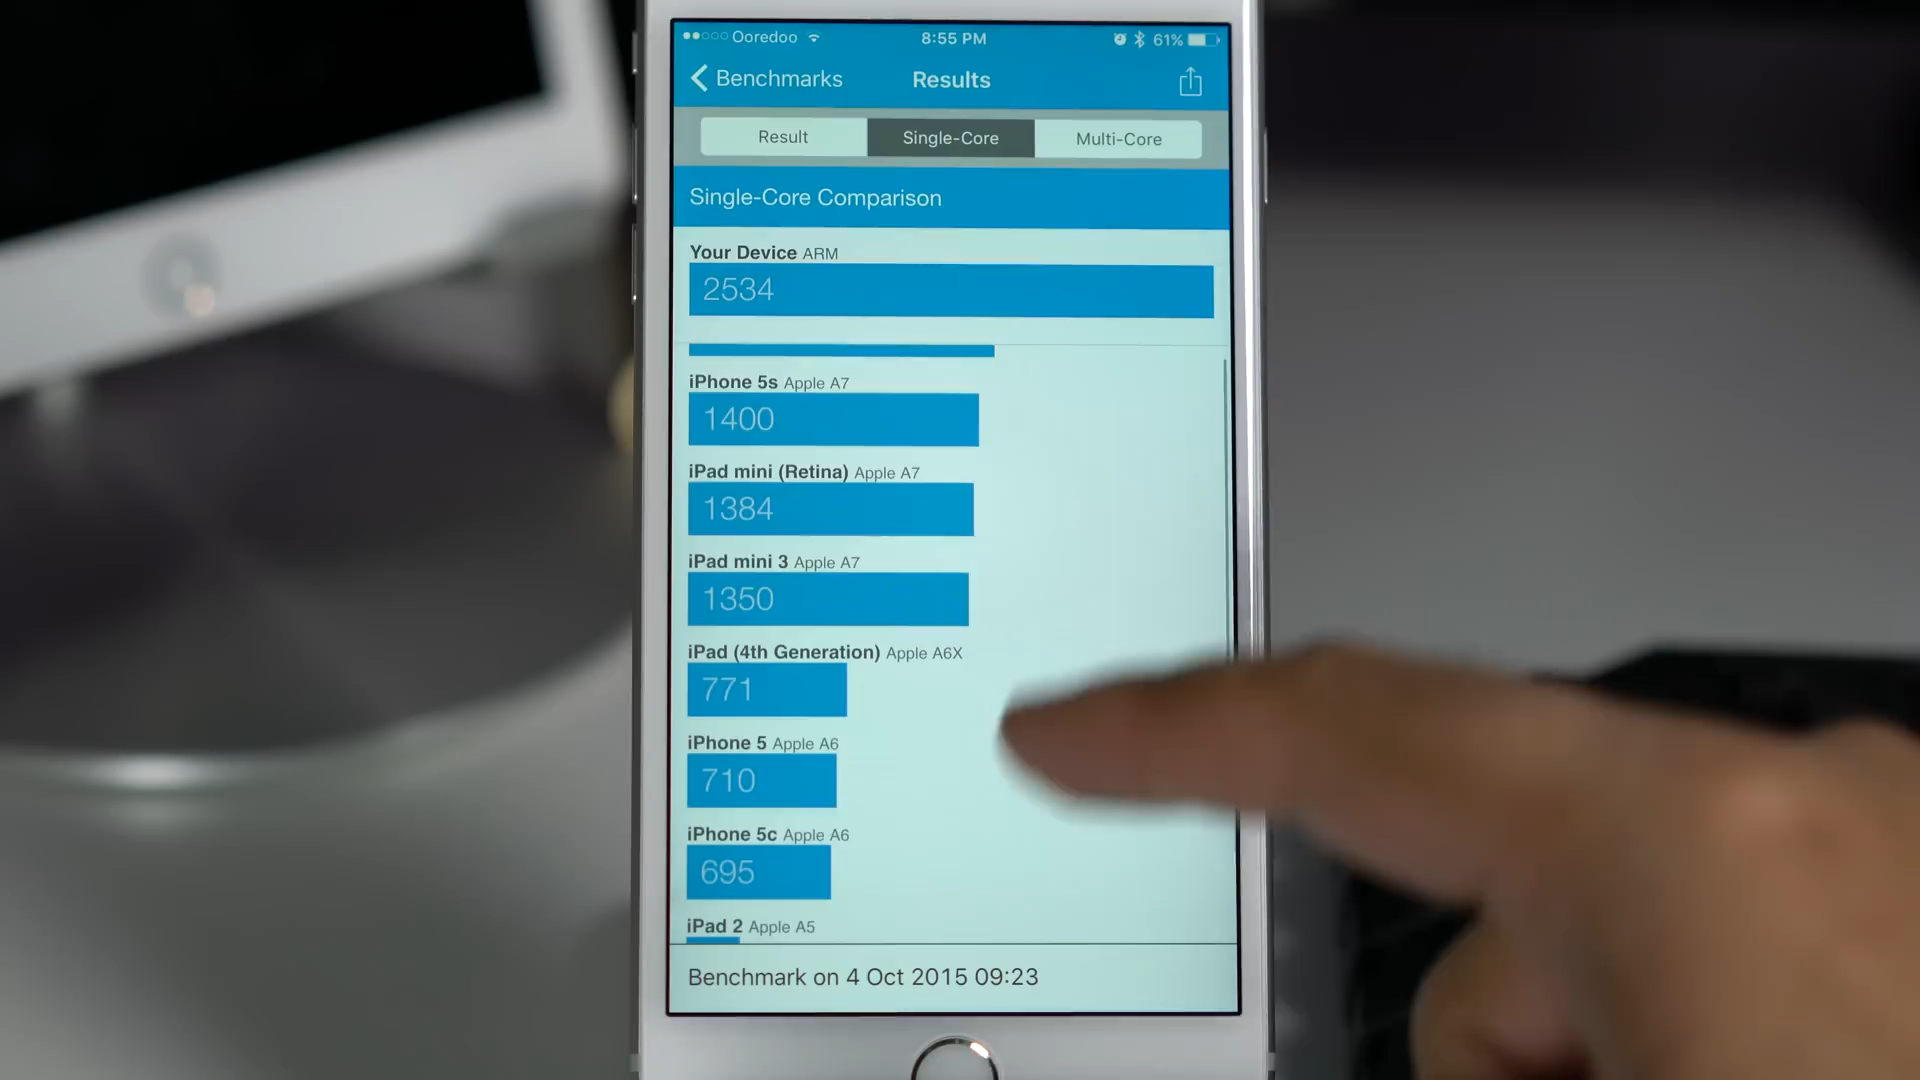 Ooredoo 8:55 PM 61%
Benchmarks Results
Result Single-Core Multi-Core
Single-Core Comparison
Your Device ARM
2534
iPhone 5s Apple A7
1400
iPad mini (Retina) Apple A7
1384
iPad mini 3 Apple A7
1350
iPad (4th Generation) Apple A6X
771
iPhone 5 Apple A6
710
iPhone 5c Apple A6
695
iPad 2 Apple A5
Benchmark on 4 Oct 2015 09:23